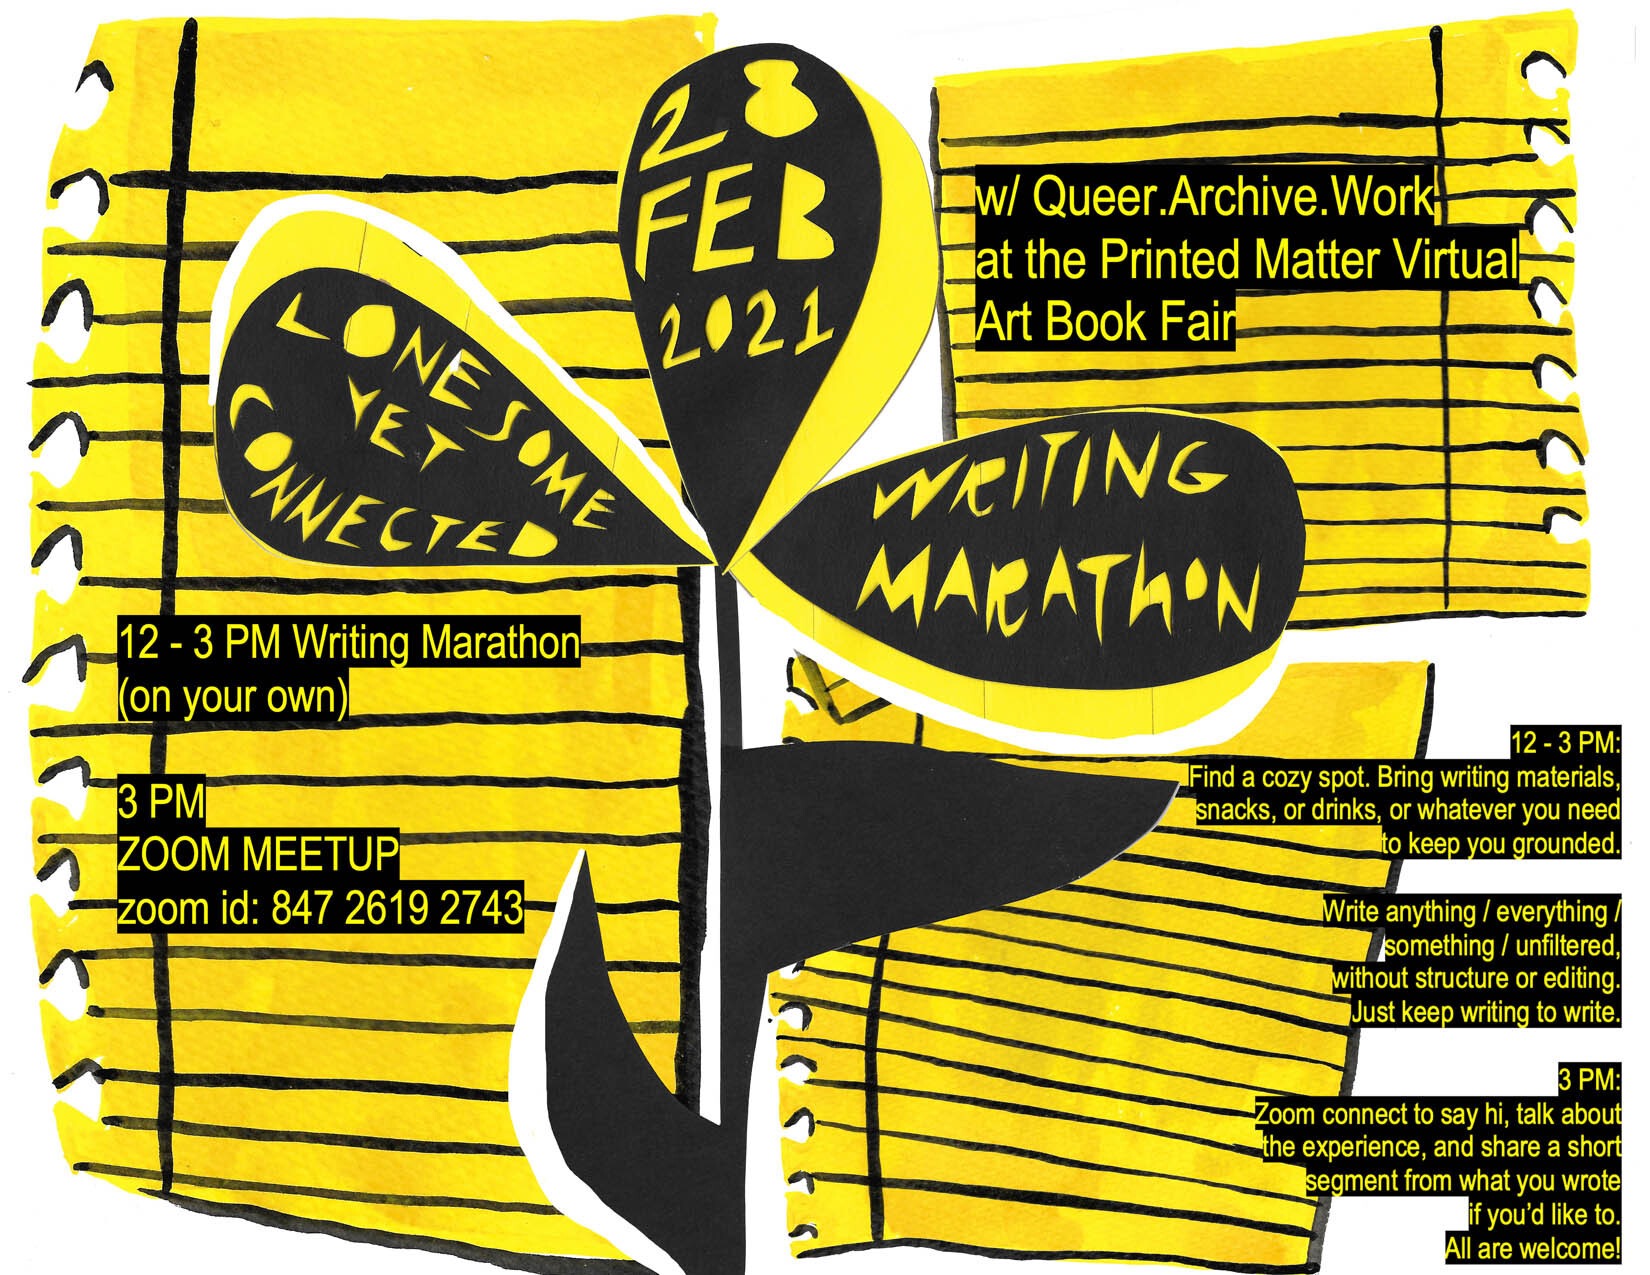 28
FEB
2021
LONESOME
YET
CONNECTED
WRITING
MARATHON
w/ Queer.Archive.Work
at the Printed Matter Virtual
Art Book Fair
12 - 3 PM Writing Marathon
(on your own)
3 PM
ZOOM MEETUP
zoom id: 847 2619 2743
12 - 3 PM:
Find a cozy spot. Bring writing materials,
snacks, or drinks, or whatever you need
to keep you grounded.
Write anything / everything /
something / unfiltered,
without structure or editing.
Just keep writing to write.
3 PM:
Zoom connect to say hi, talk about
the experience, and share a short
segment from what you wrote
if you'd like to.
All are welcome!